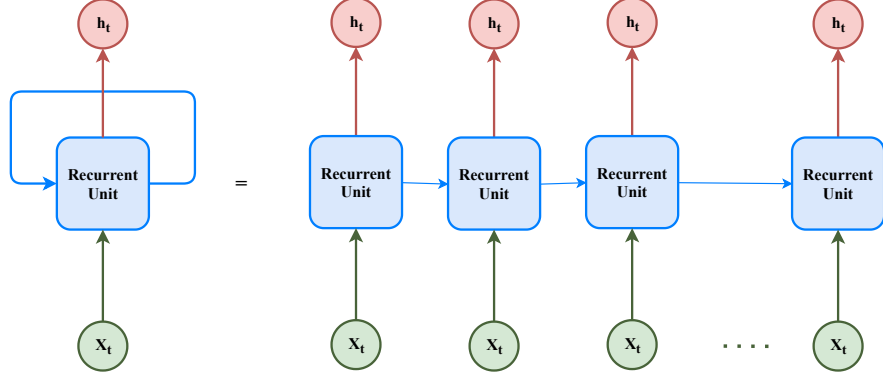 h_t h_t h_t h_t h_t
Recurrent Unit
=
Recurrent Unit
Recurrent Unit
Recurrent Unit
Recurrent Unit
X_t X_t X_t X_t . . . . X_t